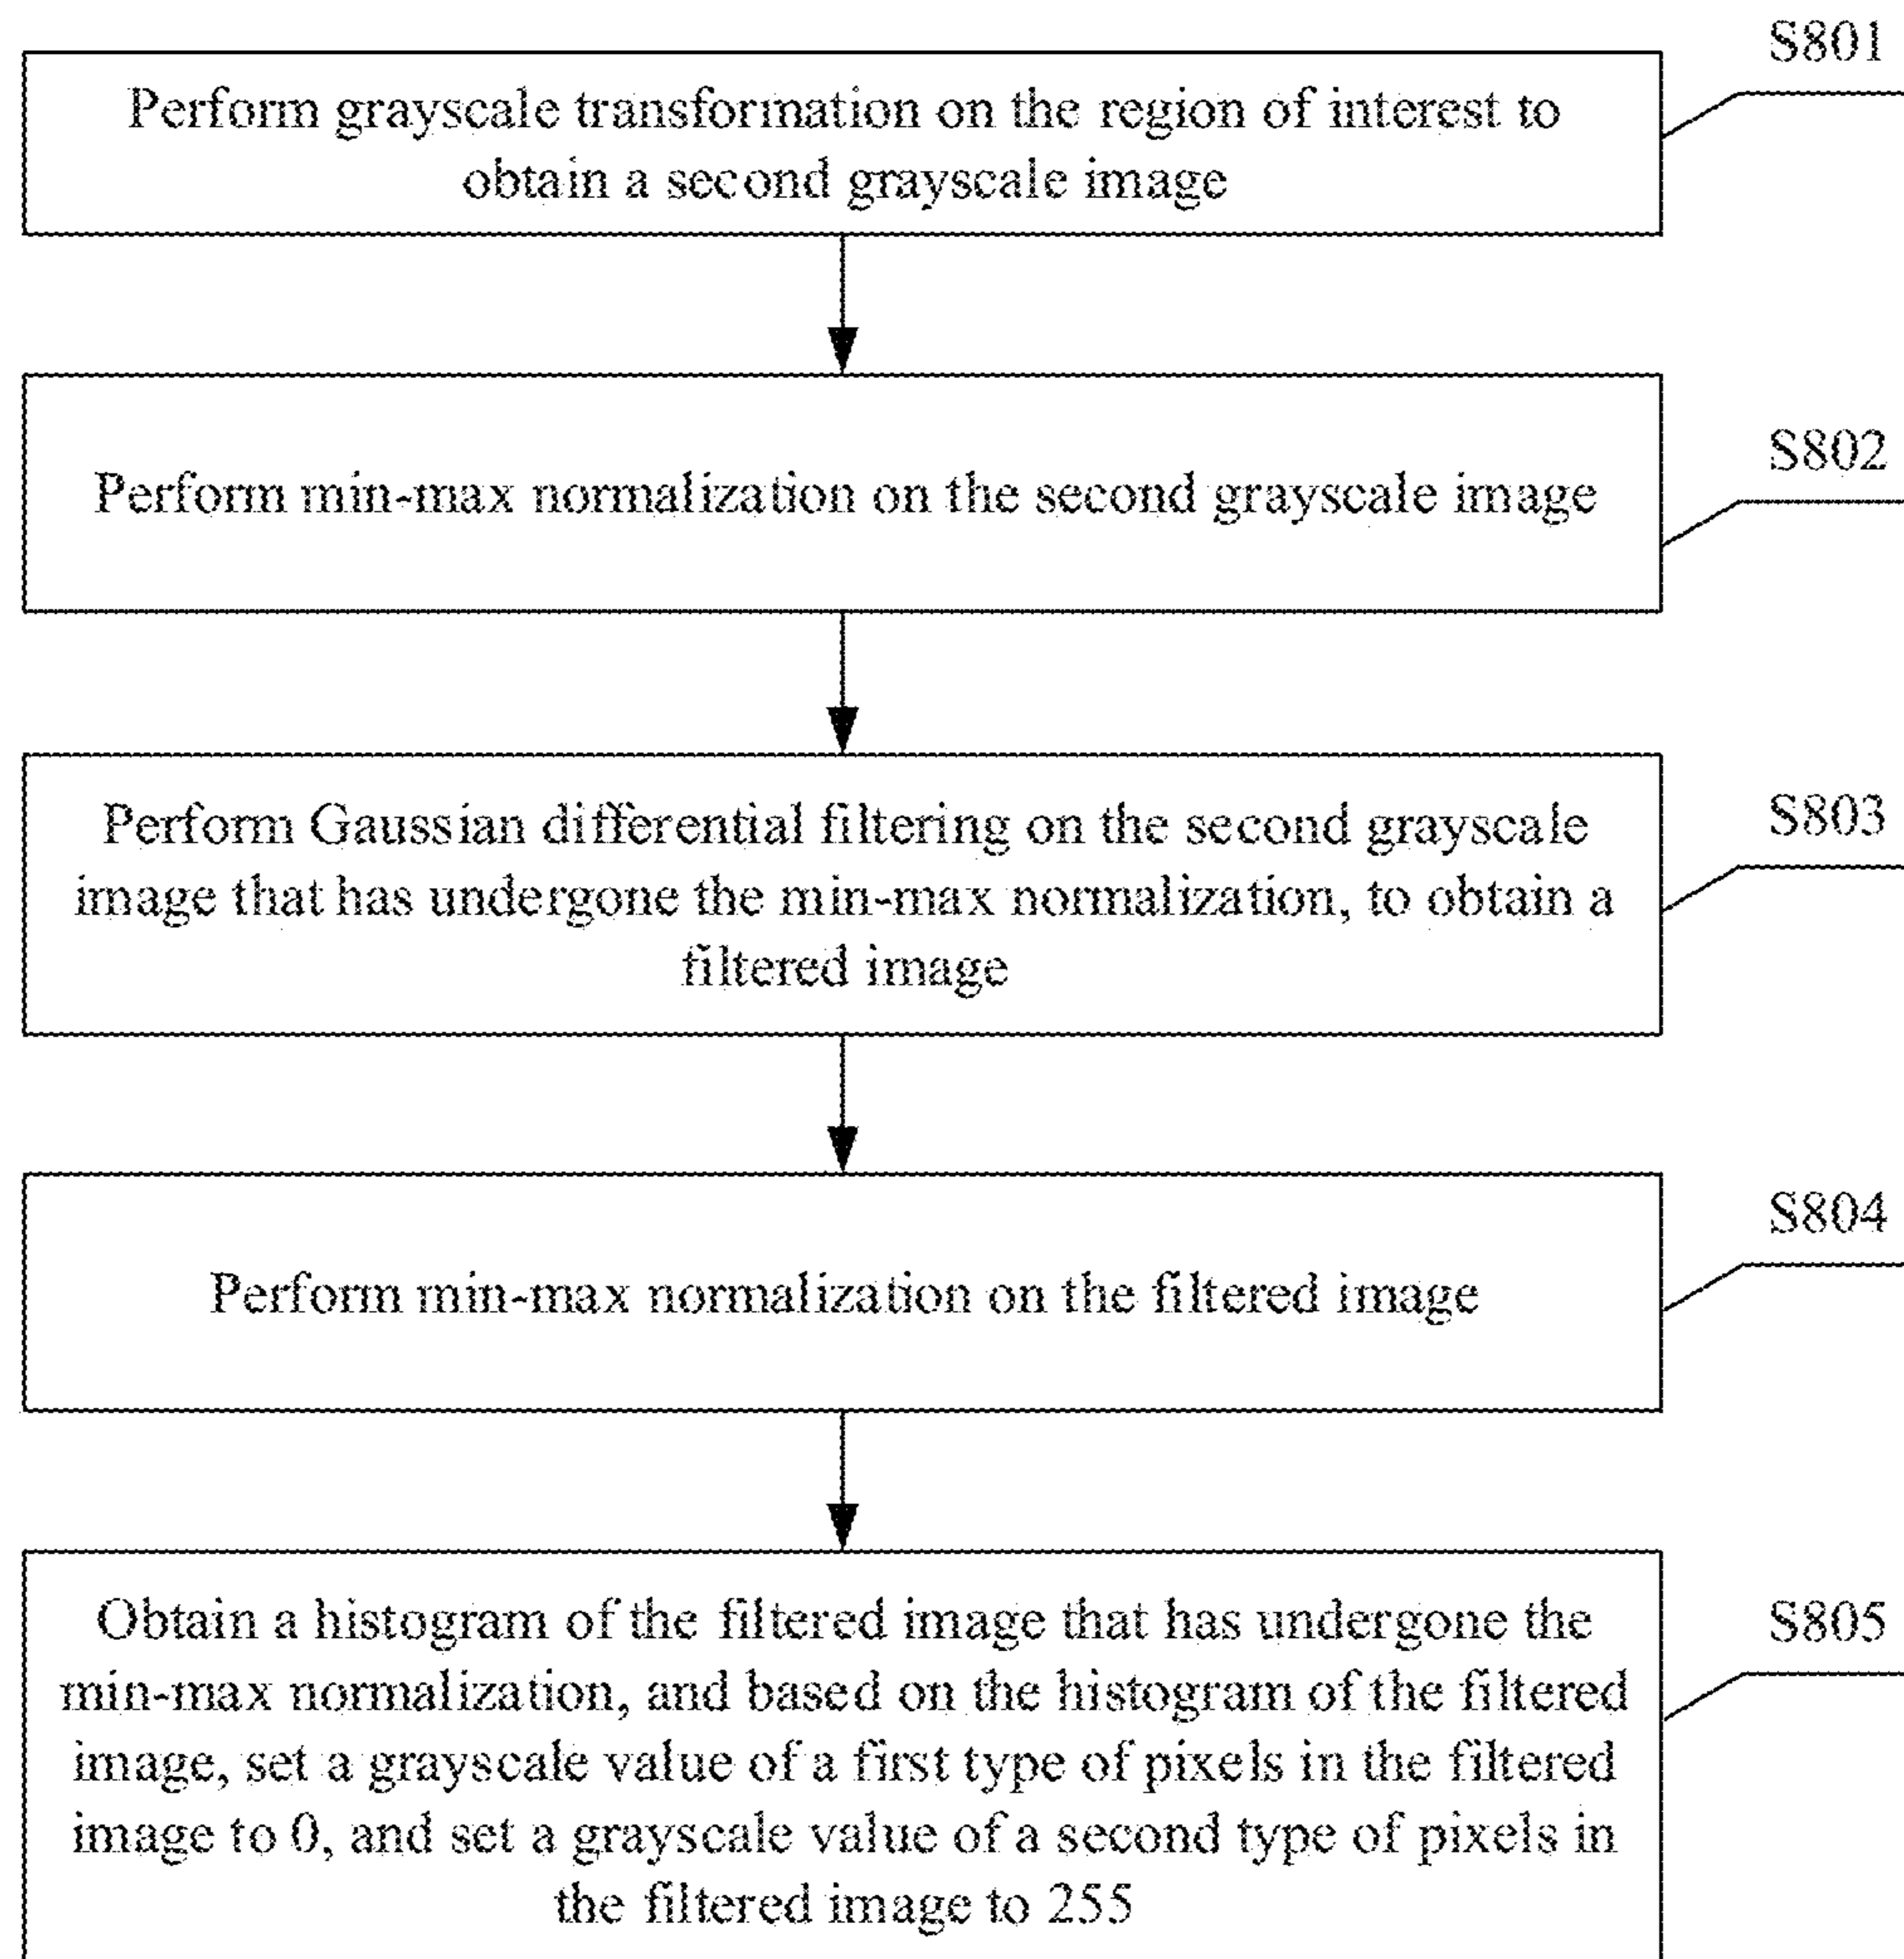 S801
Perform grayscale transformation on the region of interest to
obtain a second grayscale image
S802
Perform min-max normalization on the second grayscale image
S803
Perform Gaussian differential filtering on the second grayscale
image that has undergone the min-max normalization, to obtain a
filtered image
S804
Perform min-max normalization on the filtered image
S805
Obtain a histogram of the filtered image that has undergone the
min-max normalization, and based on the histogram of the filtered
image, set a grayscale value of a first type of pixels in the filtered
image to 0, and set a grayscale value of a second type of pixels in
the filtered image to 255